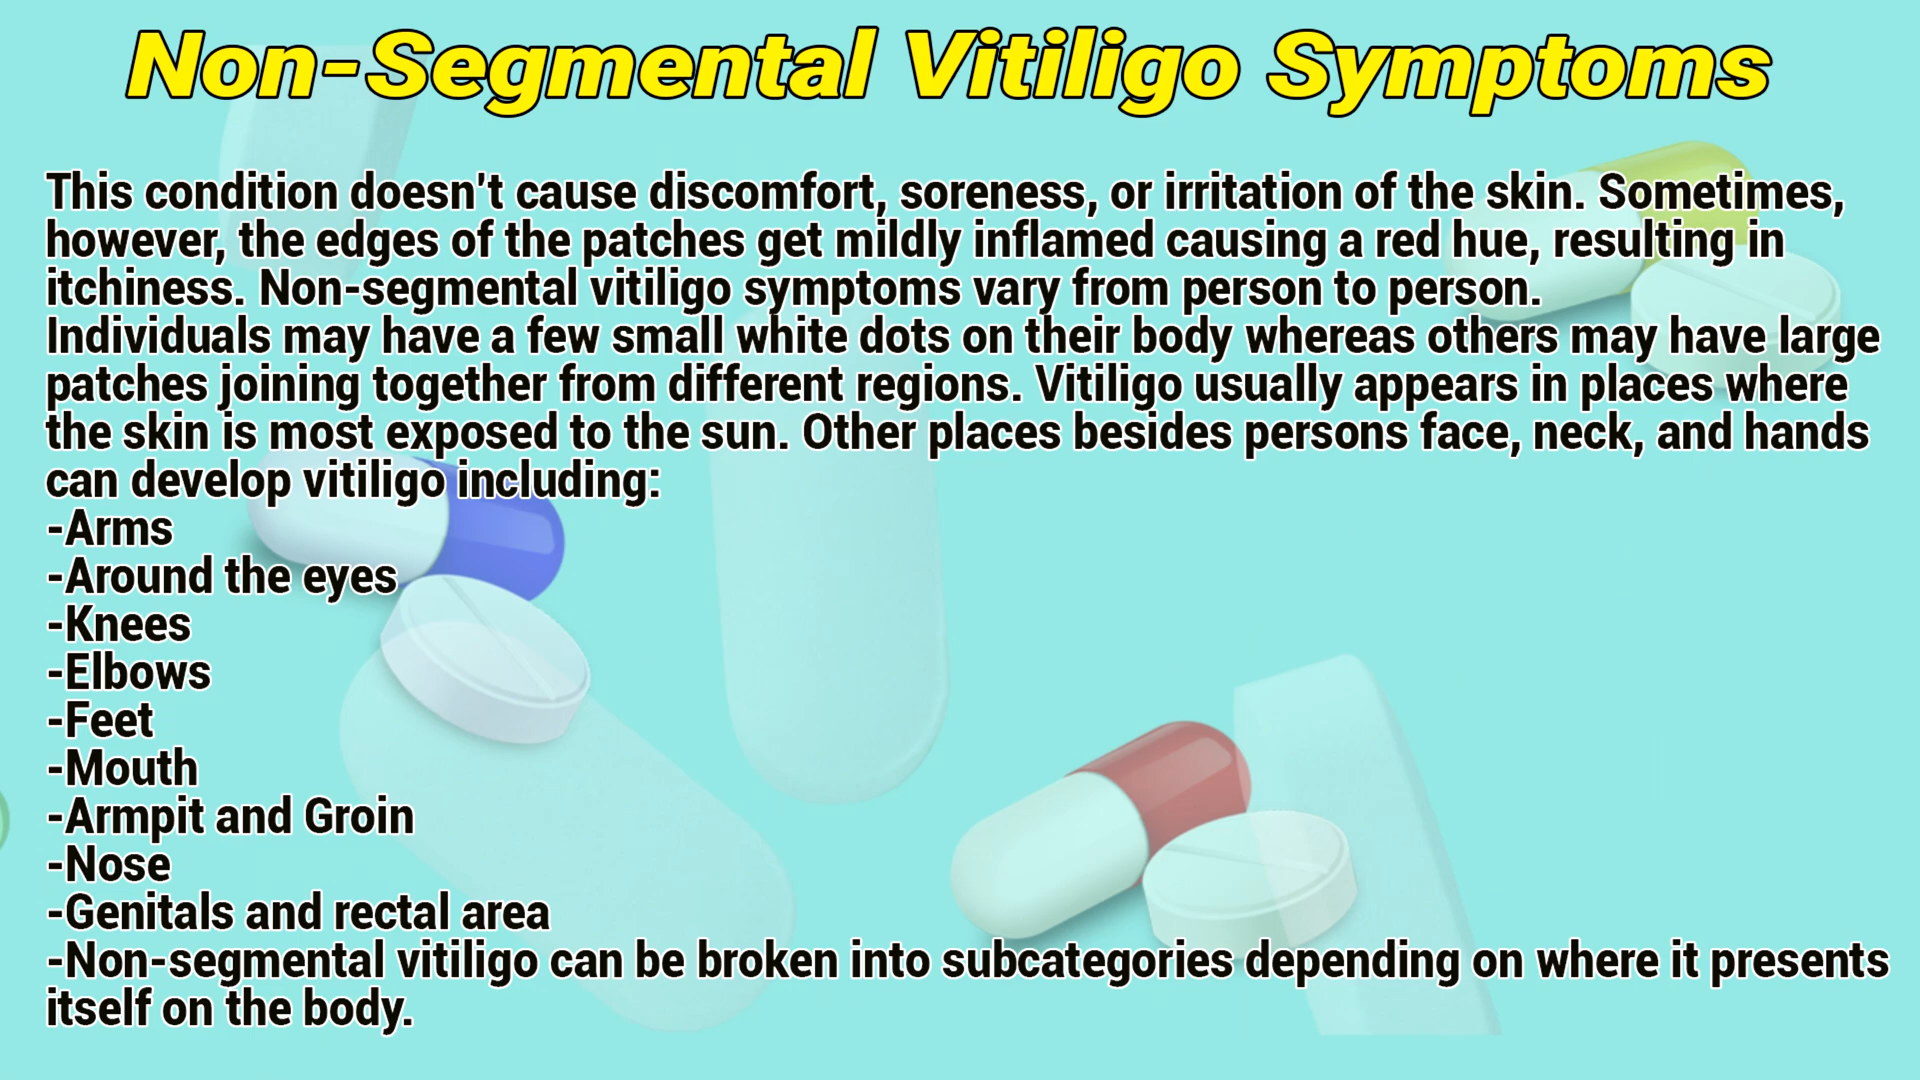 Non-Segmental Vitiligo Symptoms
This condition doesn't cause discomfort, soreness, or irritation of the skin. Sometimes,
however, the edges of the patches get mildly inflamed causing a red hue, resulting in
itchiness. Non-segmental vitiligo symptoms vary from person to person.
Individuals may have a few small white dots on their body whereas others may have large
patches joining together from different regions. Vitiligo usually appears in places where
the skin is most exposed to the sun. Other places besides persons face, neck, and hands
can develop vitiligo including:
-Arms
-Around the eyes
-Knees
-Elbows
-Feet
-Mouth
-Armpit and Groin
-Nose
-Genitals and rectal area
-Non-segmental vitiligo can be broken into subcategories depending on where it presents
itself on the body.